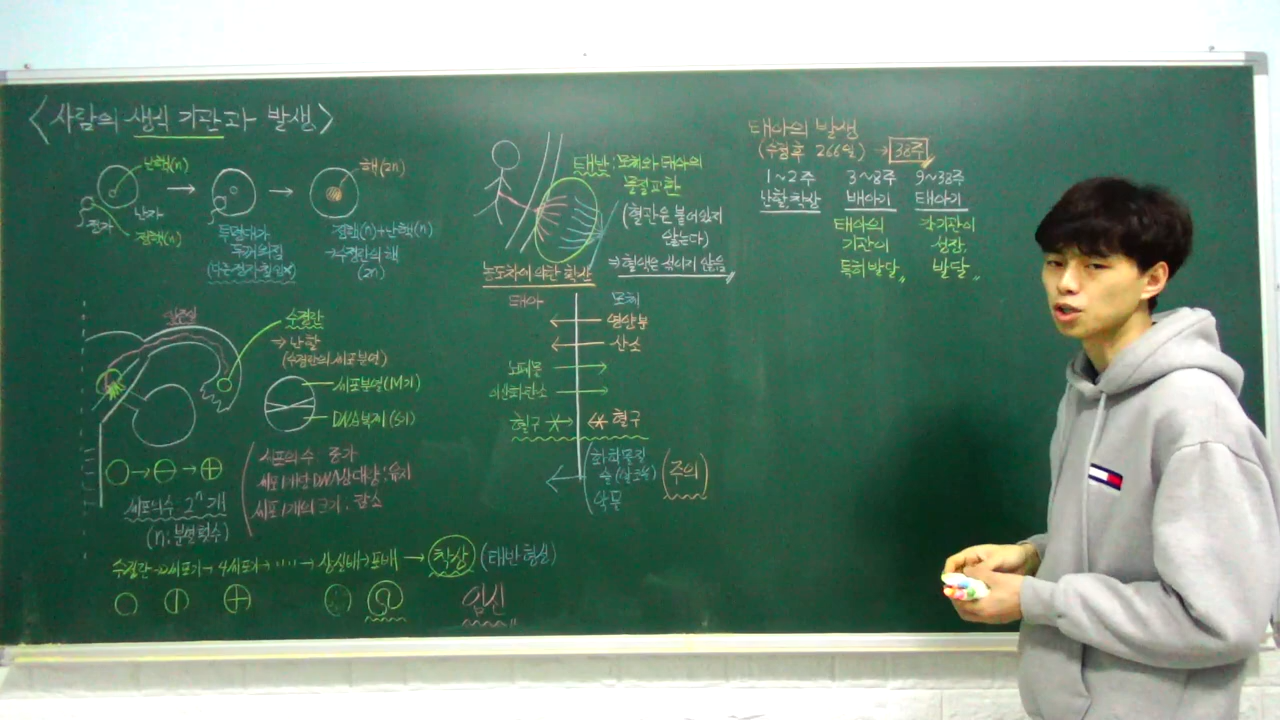 <사람의 생식 기관과 발생>
난핵(n)
정자
난자
정핵(n)
투명대가
두꺼워짐
(다른 정자 침입X)
핵(2n)
정핵(n)+난핵(n)
→수정란의 핵
(2n)
수란관
수정란
⇒ 난할
(수정란의 세포분열)
세포분열(M기)
DNA복제(S기)
세포의 수 : 증가
세포 1개당 DNA상대량 : 유지
세포 1개의 크기 : 감소
세포의 수 : 2ⁿ개
(n : 분열횟수)
수정란→2세포기→4세포기→ ···· → 상실배→포배 → 착상 (태반 형성)
임신
태반 : 모체와 태아의
물질교환
(혈관은 붙어있지
않는다)
⇒혈액은 섞이지 않음
농도차에 의한 확산
태아
모체
영양분
산소
노폐물
이산화탄소
혈구
혈구
화학물질
술(알코올)
약물
(주의)
태아의 발생
(수정후 266일) → 38주
1~2주 3~8주 9~38주
난할,착상 배아기 태아기
태아의
기관이
특히 발달
각 기관이
성장,
발달